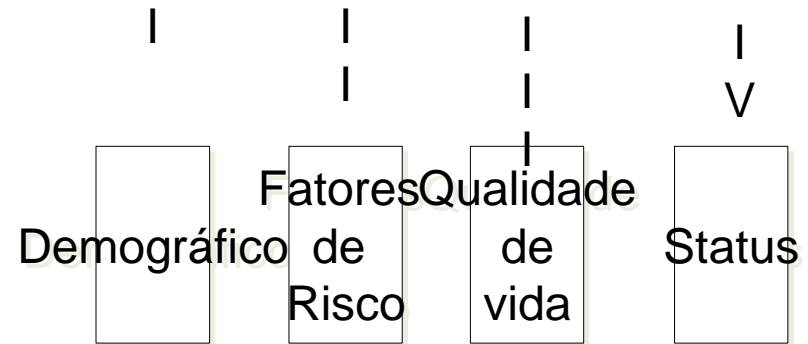 I
II
III
IV
Demográfico
Fatores
de
Risco
Qualidade
de
vida
Status